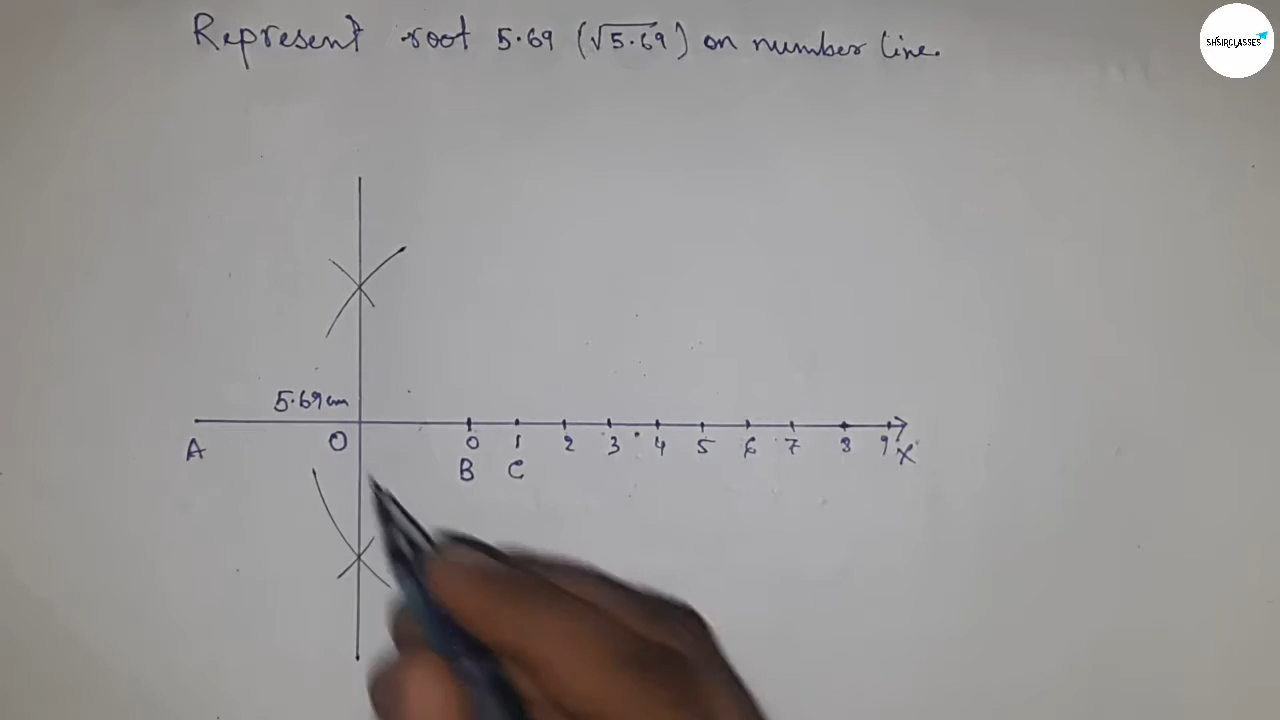 Represent root 5.69 (√5.69) on number line.
SHSIRCLASSES
5.69cm
A O 0 1 2 3 4 5 6 7 8 9 X
B C